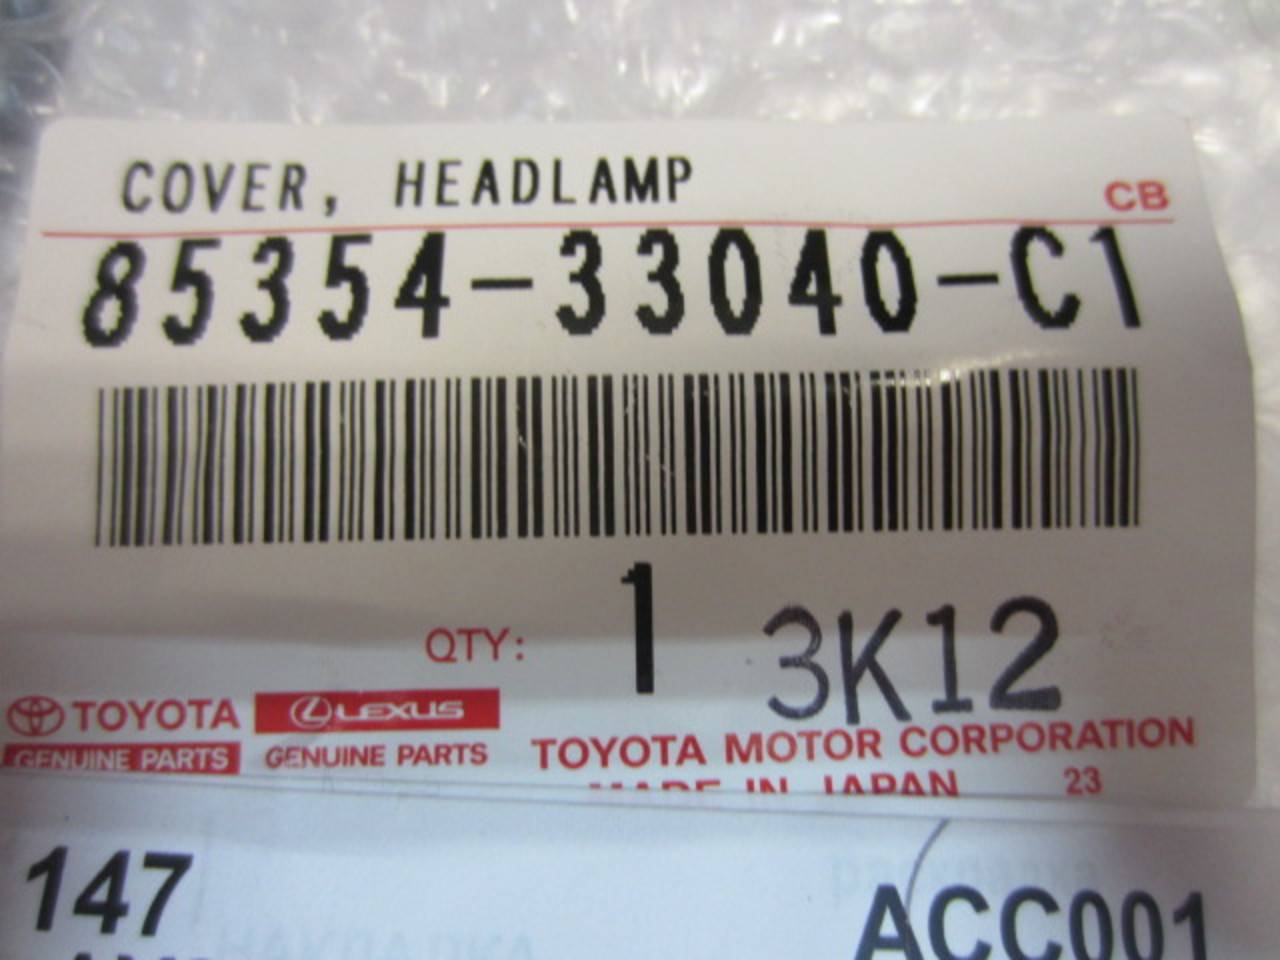 COVER, HEADLAMP
CB
85354-33040-C1
QTY: 1 3K12
TOYOTA LEXUS
GENUINE PARTS GENUINE PARTS TOYOTA MOTOR CORPORATION
MADE IN JAPAN 23
147 ACC001